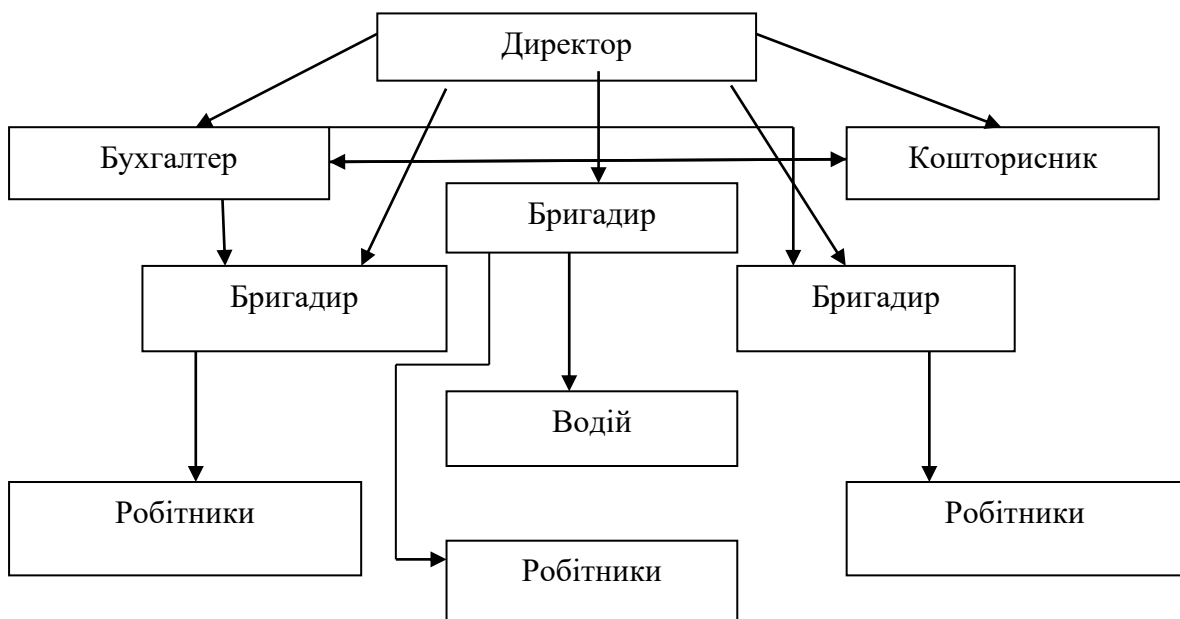 Директор
Бухгалтер
Кошторисник
Бригадир
Бригадир
Бригадир
Водій
Робітники
Робітники
Робітники